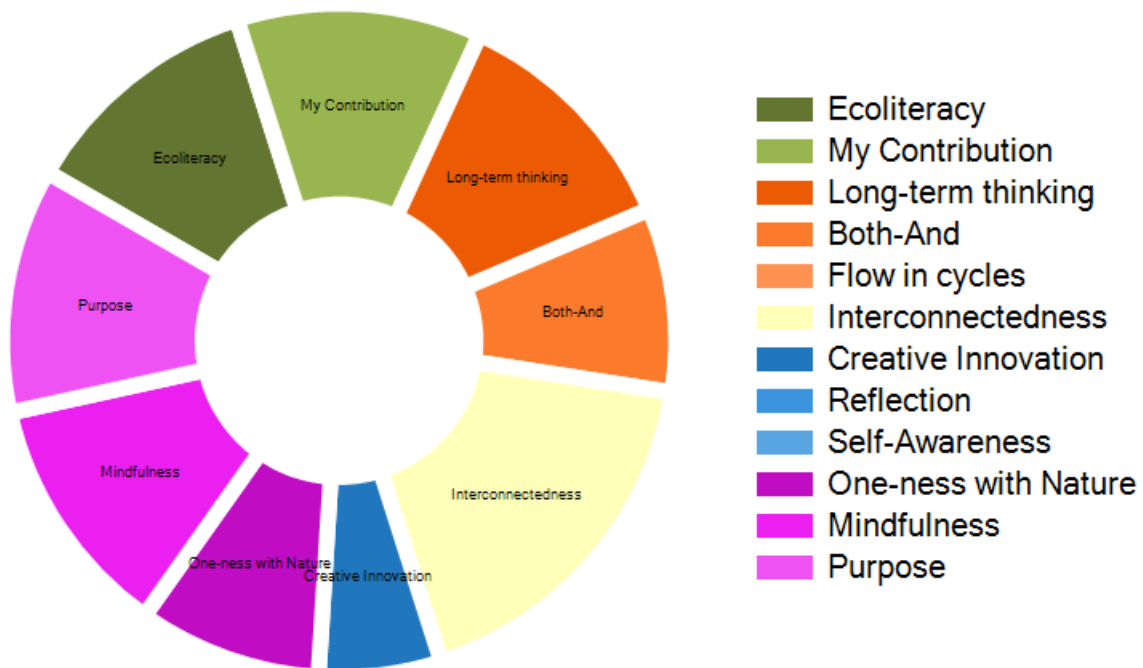 My Contribution
Ecoliteracy
Long-term thinking
Purpose
Both-And
Mindfulness
Interconnectedness
One-ness with Nature
Creative Innovation
Ecoliteracy
My Contribution
Long-term thinking
Both-And
Flow in cycles
Interconnectedness
Creative Innovation
Reflection
Self-Awareness
One-ness with Nature
Mindfulness
Purpose